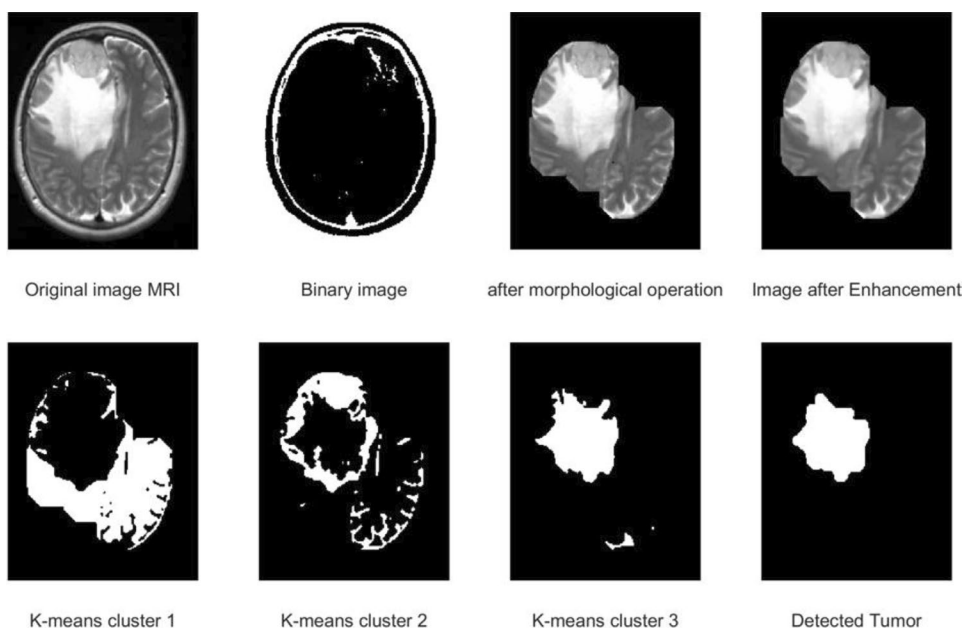 Original image MRI
Binary image
after morphological operation
Image after Enhancement
K-means cluster 1
K-means cluster 2
K-means cluster 3
Detected Tumor